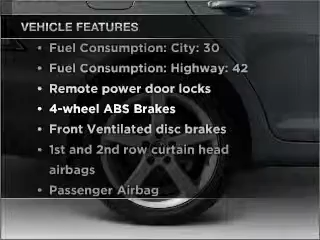 VEHICLE FEATURES
• Fuel Consumption: City: 30
• Fuel Consumption: Highway: 42
• Remote power door locks
• 4-wheel ABS Brakes
• Front Ventilated disc brakes
• 1st and 2nd row curtain head
airbags
• Passenger Airbag